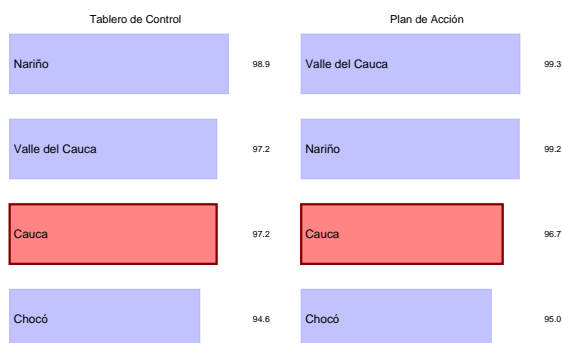 Tablero de Control
Nariño 98.9
Valle del Cauca 97.2
Cauca 97.2
Chocó 94.6
Plan de Acción
Valle del Cauca 99.3
Nariño 99.2
Cauca 96.7
Chocó 95.0